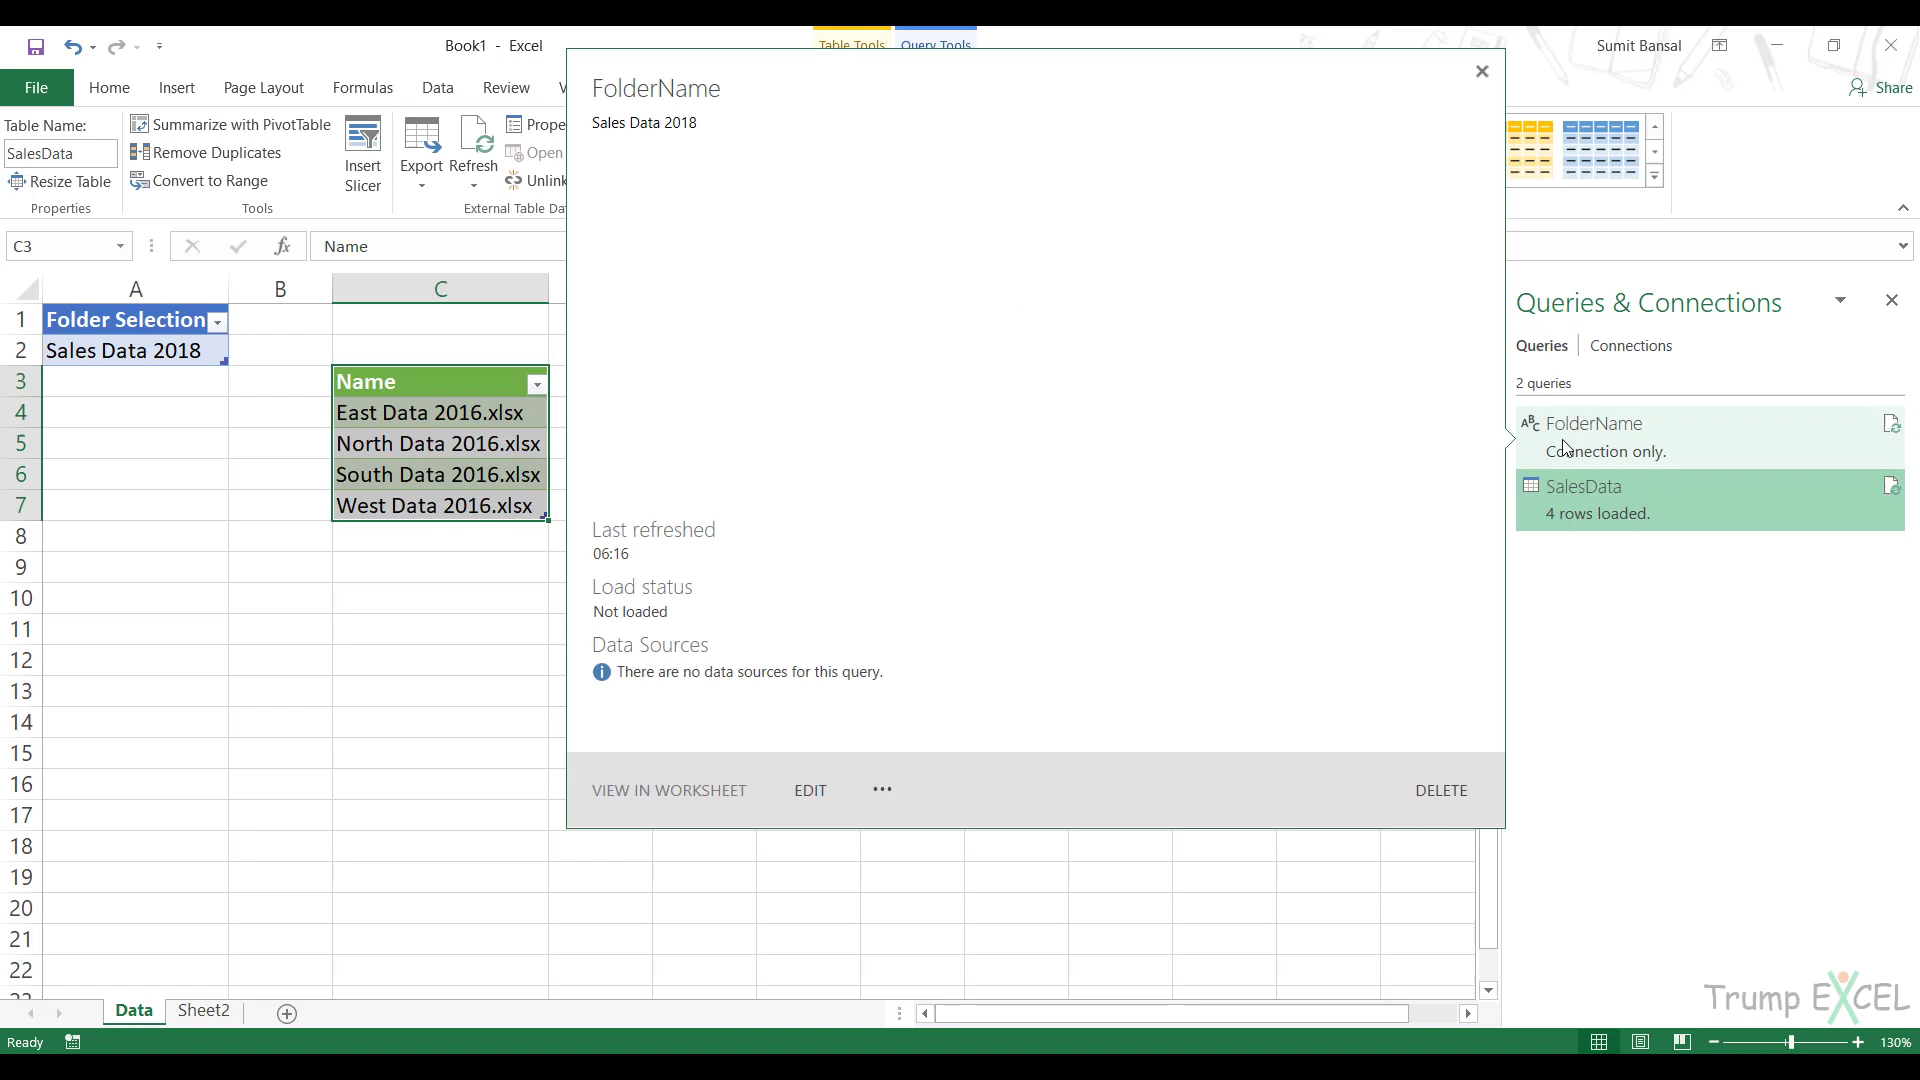 Book1 - Excel
Table Tools
Query Tools
Sumit Bansal
File
Home
Insert
Page Layout
Formulas
Data
Review
Share
Table Name:
SalesData
Resize Table
Properties
Summarize with PivotTable
Remove Duplicates
Convert to Range
Tools
Insert
Slicer
Export
Refresh
Prope
Open
Unlink
External Table Da
C3
fx
Name
A
B
C
1
Folder Selection
2
Sales Data 2018
3
Name
4
East Data 2016.xlsx
5
North Data 2016.xlsx
6
South Data 2016.xlsx
7
West Data 2016.xlsx
8
9
10
11
12
13
14
15
16
17
18
19
20
21
22
FolderName
Sales Data 2018
Last refreshed
06:16
Load status
Not loaded
Data Sources
There are no data sources for this query.
VIEW IN WORKSHEET
EDIT
•••
DELETE
Queries & Connections
Queries
Connections
2 queries
ABC FolderName
Connection only.
SalesData
4 rows loaded.
Trump EXCEL
Data
Sheet2
Ready
130%